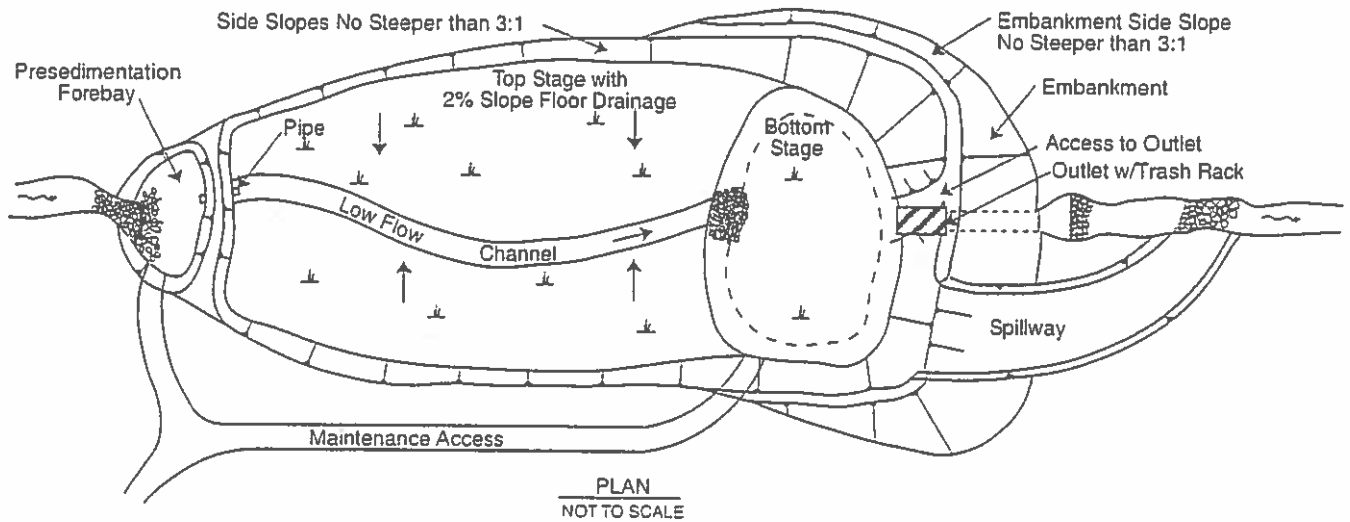 Side Slopes No Steeper than 3:1
Embankment Side Slope
No Steeper than 3:1
Presedimentation
Forebay
Top Stage with
2% Slope Floor Drainage
Embankment
Pipe
Bottom
Stage
Access to Outlet
Outlet w/Trash Rack
Low Flow
Channel
Spillway
Maintenance Access
PLAN
NOT TO SCALE